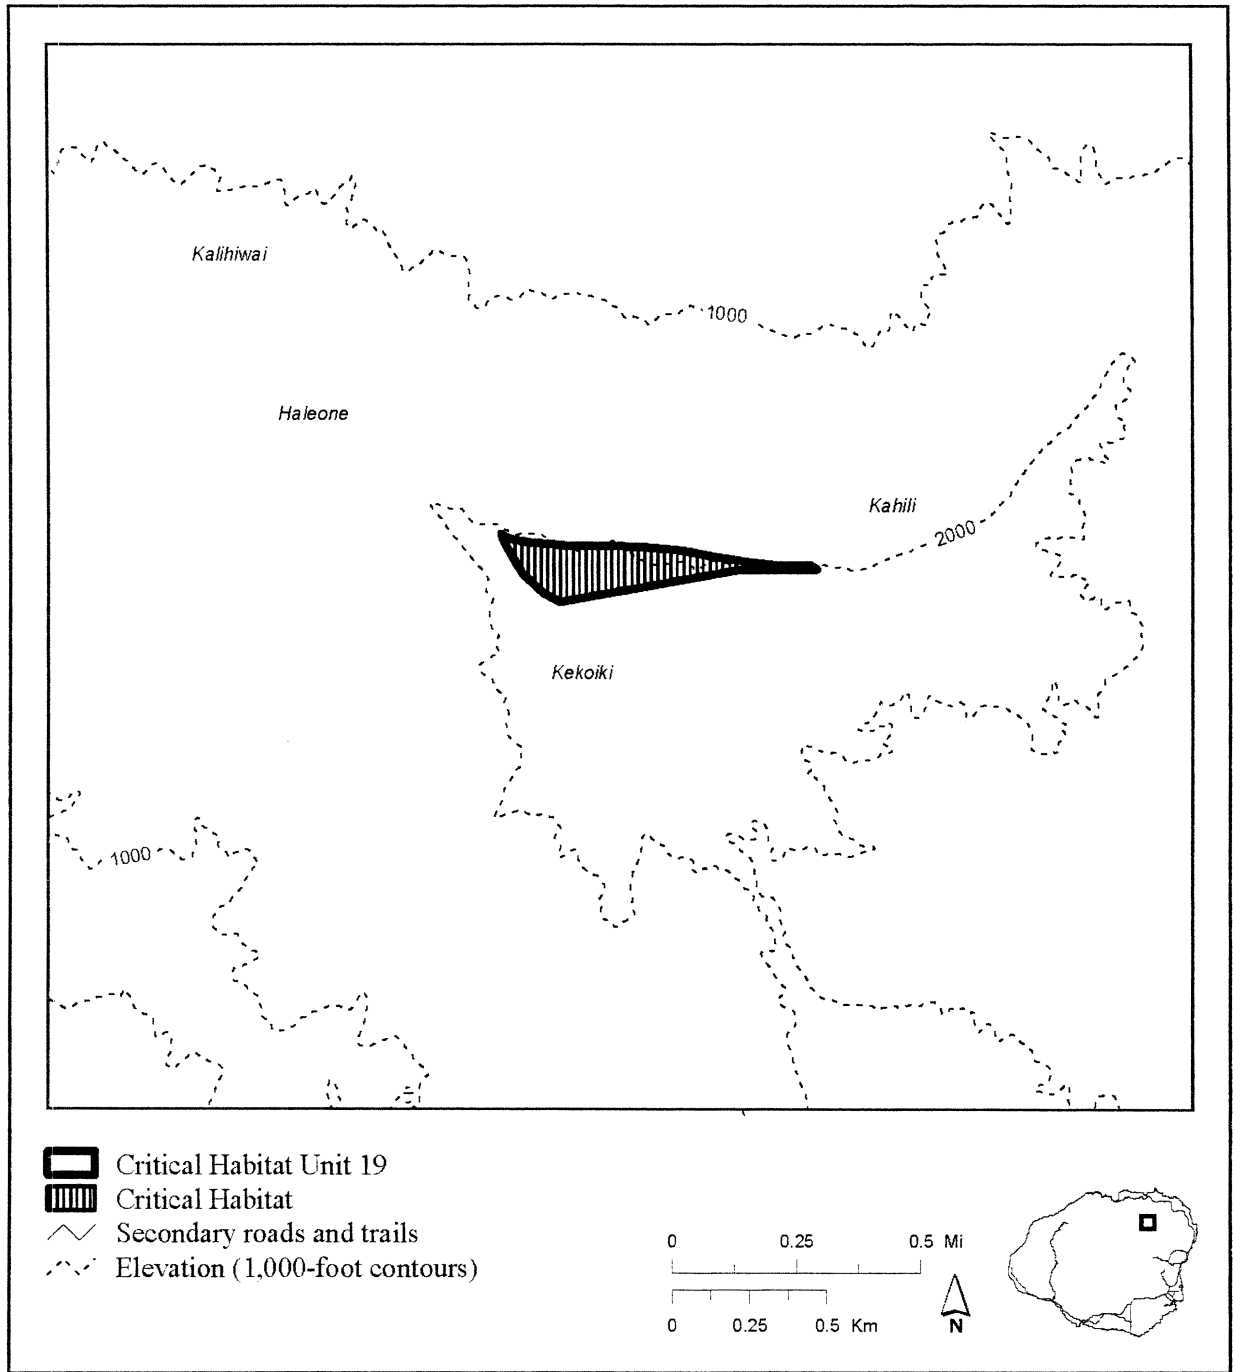 Kalihiwai
1000
Haleone
Kahili
2000
Kekoiki
1000
Critical Habitat Unit 19
Critical Habitat
Secondary roads and trails
Elevation (1,000-foot contours)
0 0.25 0.5 Mi
0 0.25 0.5 Km
N